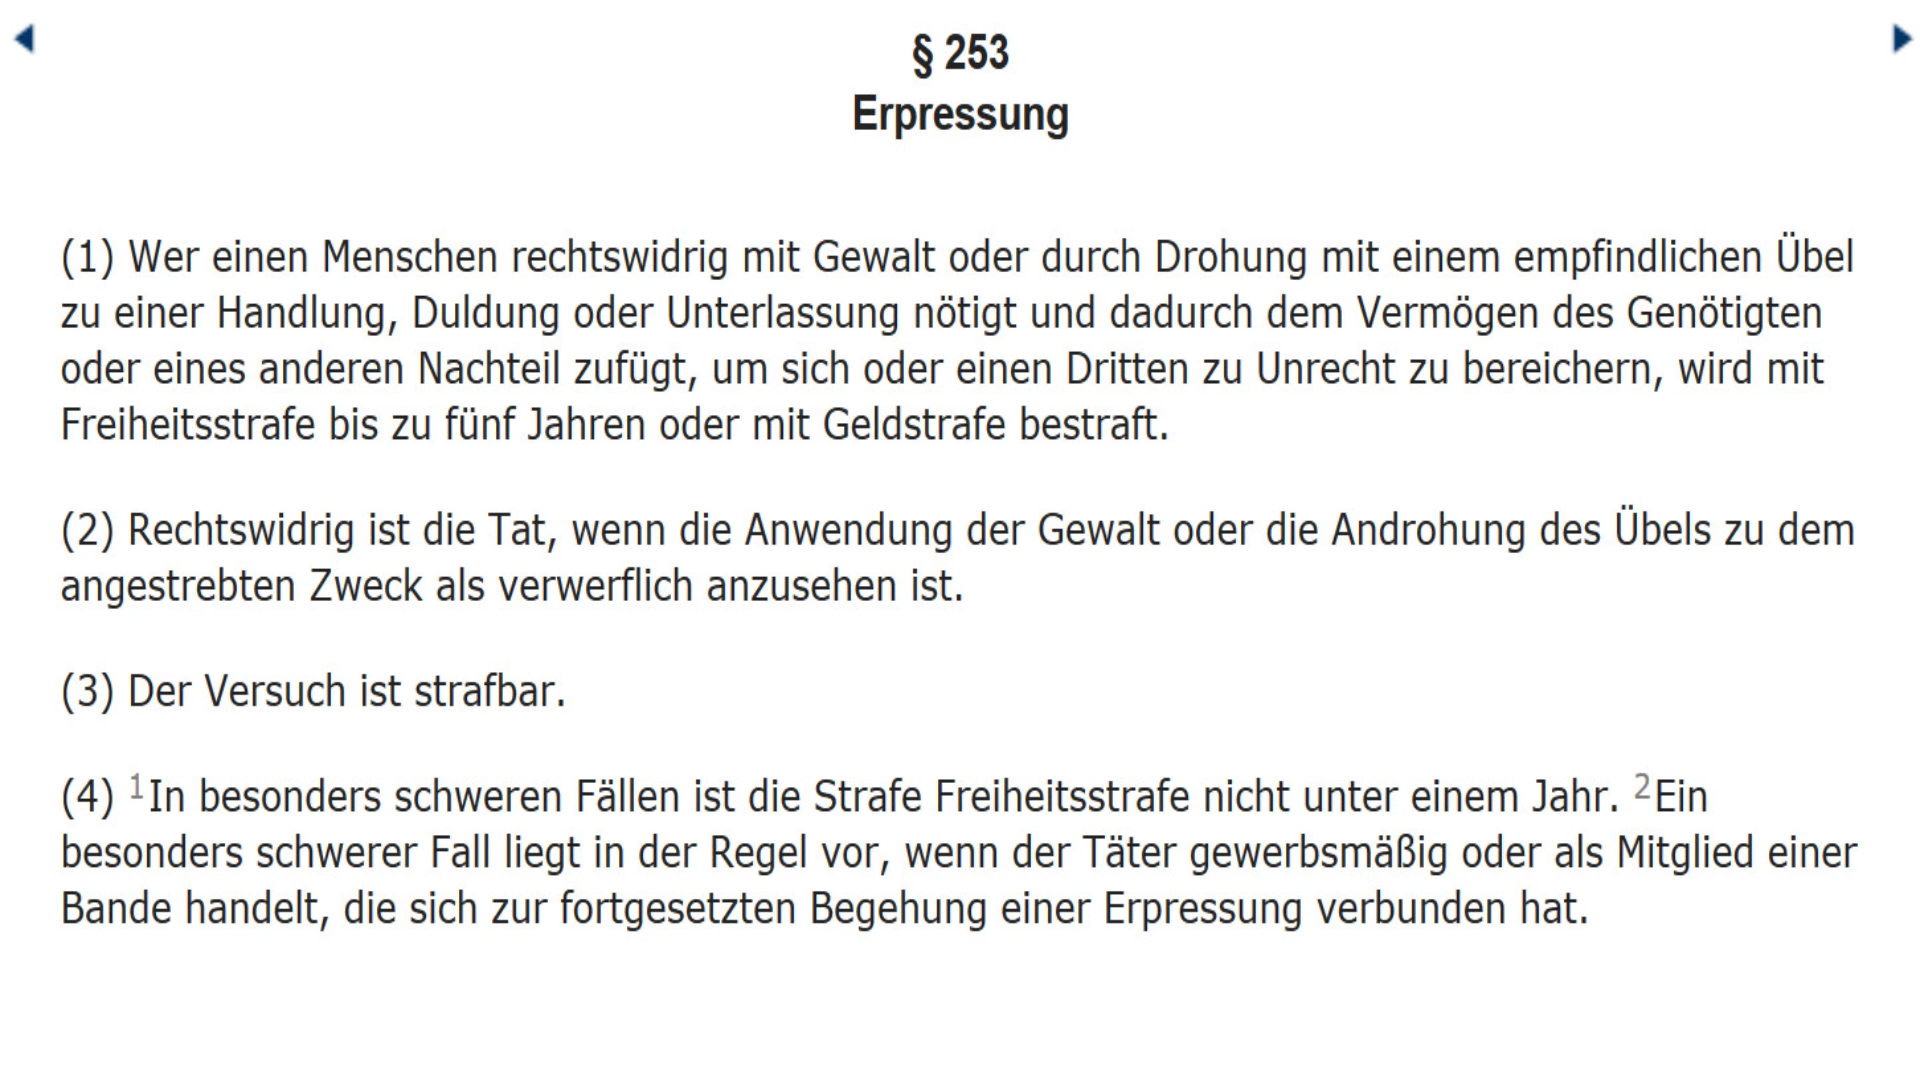 § 253
Erpressung
(1) Wer einen Menschen rechtswidrig mit Gewalt oder durch Drohung mit einem empfindlichen Übel
zu einer Handlung, Duldung oder Unterlassung nötigt und dadurch dem Vermögen des Genötigten
oder eines anderen Nachteil zufügt, um sich oder einen Dritten zu Unrecht zu bereichern, wird mit
Freiheitsstrafe bis zu fünf Jahren oder mit Geldstrafe bestraft.
(2) Rechtswidrig ist die Tat, wenn die Anwendung der Gewalt oder die Androhung des Übels zu dem
angestrebten Zweck als verwerflich anzusehen ist.
(3) Der Versuch ist strafbar.
(4) ¹In besonders schweren Fällen ist die Strafe Freiheitsstrafe nicht unter einem Jahr. ²Ein
besonders schwerer Fall liegt in der Regel vor, wenn der Täter gewerbsmäßig oder als Mitglied einer
Bande handelt, die sich zur fortgesetzten Begehung einer Erpressung verbunden hat.